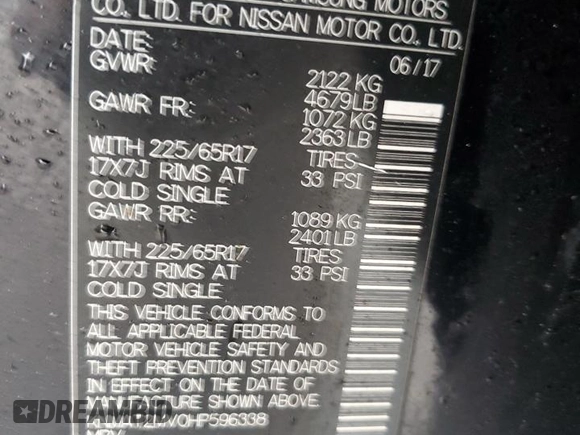 SAMSUNG MOTORS
CO., LTD. FOR NISSAN MOTOR CO., LTD.
DATE: 06/17
GVWR: 2122 KG
4679 LB
GAWR FR: 1072 KG
2363 LB
WITH 225/65R17 TIRES
17X7J RIMS AT 33 PSI
COLD SINGLE
GAWR RR: 1089 KG
2401 LB
WITH 225/65R17 TIRES
17X7J RIMS AT 33 PSI
COLD SINGLE
THIS VEHICLE CONFORMS TO
ALL APPLICABLE FEDERAL
MOTOR VEHICLE SAFETY AND
THEFT PREVENTION STANDARDS
IN EFFECT ON THE DATE OF
MANUFACTURE SHOWN ABOVE
DREAMBID